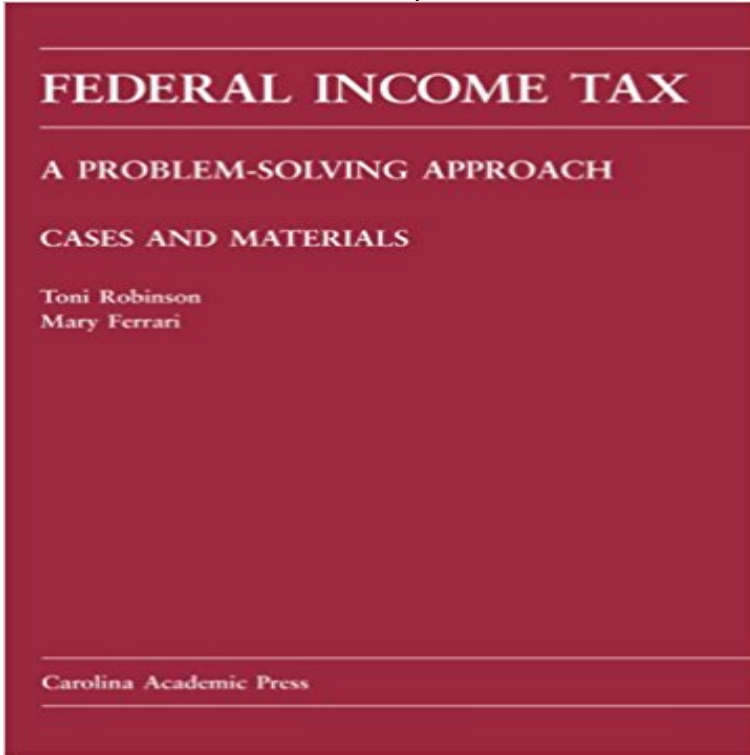 FEDERAL INCOME TAX
A PROBLEM-SOLVING APPROACH
CASES AND MATERIALS
Toni Robinson
Mary Ferrari
Carolina Academic Press